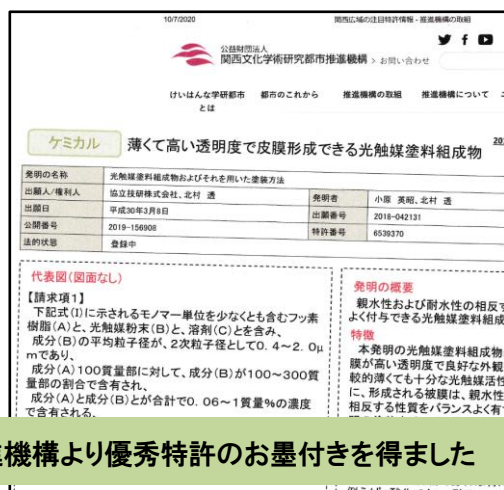 10/7/2020
関西広域の注目特許情報 - 推進機構の取組
公益財団法人
関西文化学術研究都市推進機構 > お問い合わせ
けいはんな学研都市とは
都市のこれから
推進機構の取組
推進機構について
ケミカル
薄くて高い透明度で皮膜形成できる光触媒塗料組成物
発明の名称 光触媒塗料組成物およびそれを用いた塗装方法
出願人/権利人 協立技研株式会社、北村 透 発明者 小原 英昭、北村 透
出願日 平成30年3月8日 出願番号 2018-042131
公開番号 2019-156908 特許番号 6539370
法的状態 登録中
代表図(図面なし)
【請求項1】
下記式(I)に示されるモノマー単位を少なくとも含むフッ素
樹脂(A)と、光触媒粉末(B)と、溶剤(C)とを含み、
成分(B)の平均粒子径が、2次粒子径として0.4~2.0μ
mであり、
成分(A)100質量部に対して、成分(B)が100~300質
量部の割合で含有され、
成分(A)と成分(B)とが合計で0.06~1質量%の濃度
で含有される、
発明の概要
親水性および耐水性の相反す
よく付与できる光触媒塗料組成
特徴
本発明の光触媒塗料組成物
膜が高い透明度で良好な外観
較的薄くても十分な光触媒活性
に、形成される被膜は、親水性
相反する性質をバランスよく有す
進機構より優秀特許のお墨付きを得ました